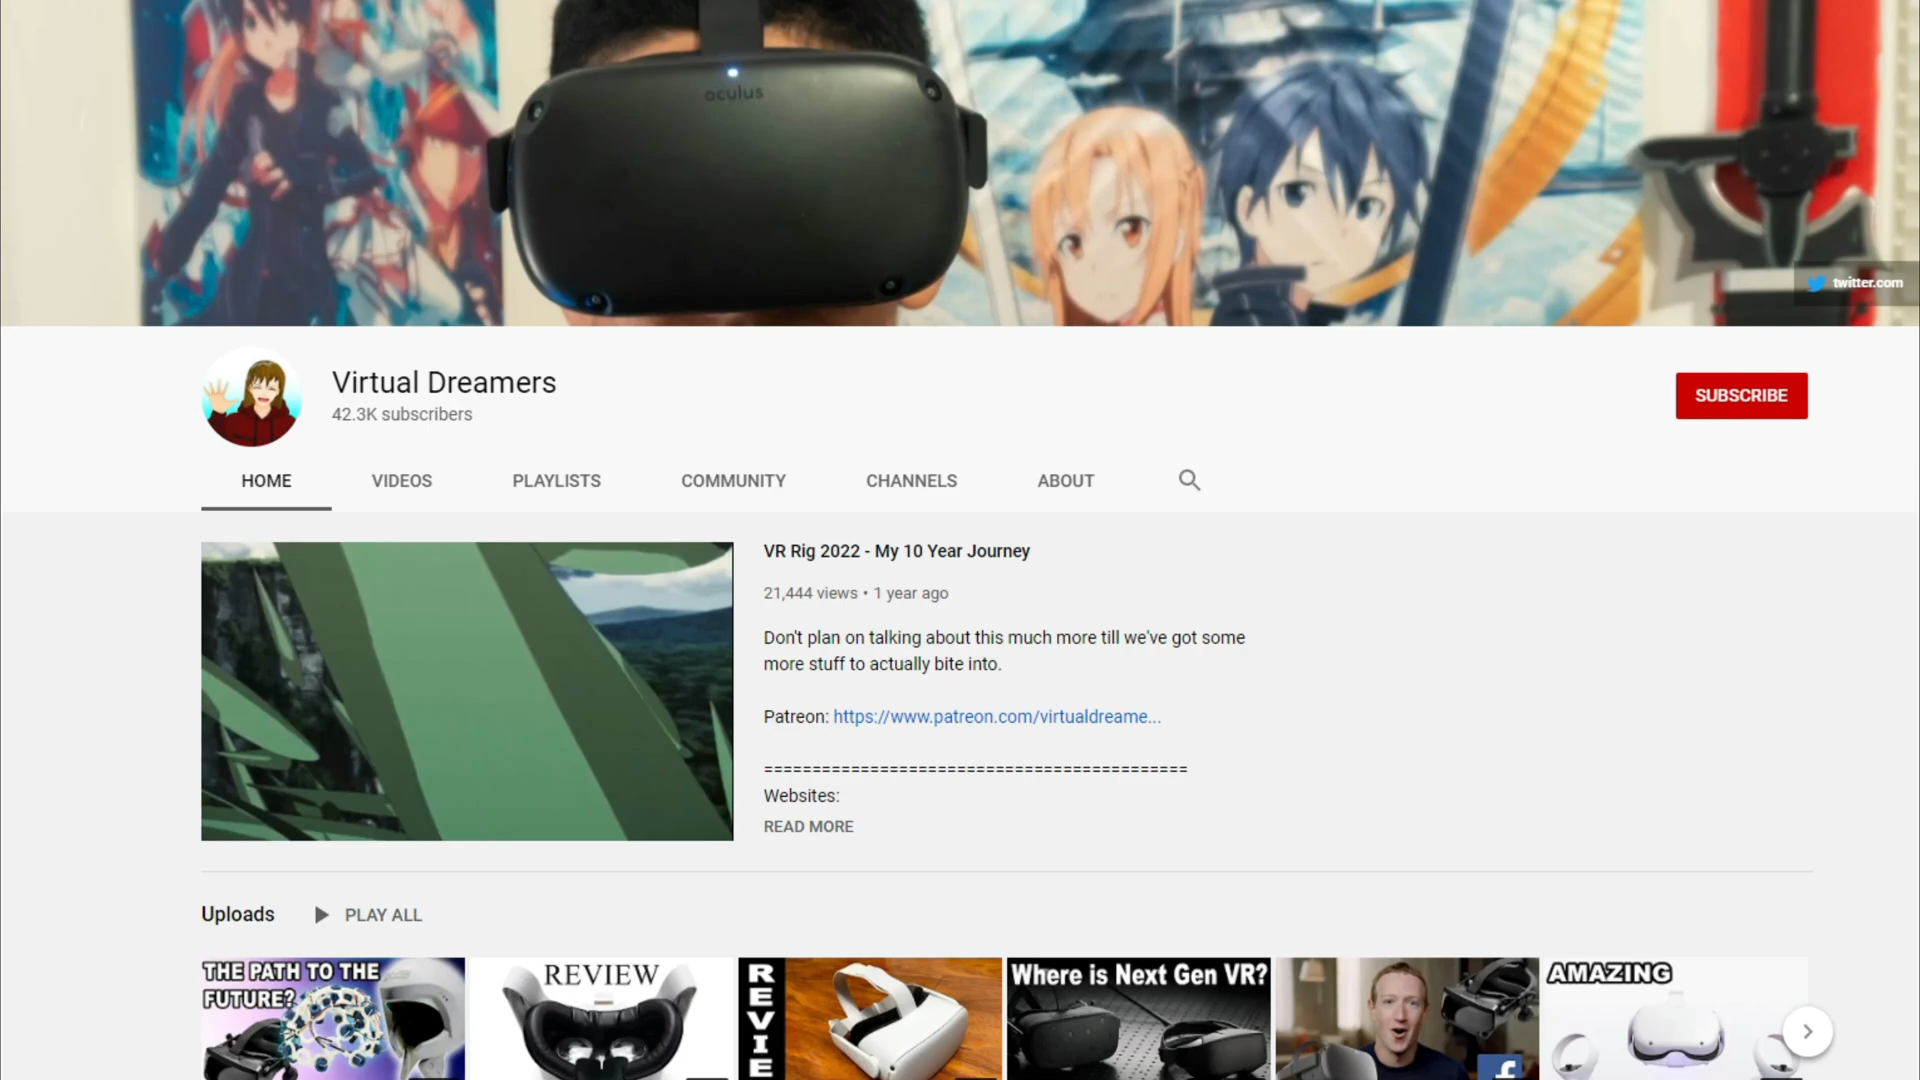 oculus
twitter.com
Virtual Dreamers
42.3K subscribers
SUBSCRIBE
HOME
VIDEOS
PLAYLISTS
COMMUNITY
CHANNELS
ABOUT
VR Rig 2022 - My 10 Year Journey
21,444 views • 1 year ago
Don't plan on talking about this much more till we've got some
more stuff to actually bite into.
Patreon: https://www.patreon.com/virtualdreame...
============================================
Websites:
READ MORE
Uploads
PLAY ALL
THE PATH TO THE
FUTURE?
REVIEW
REVIE
Where is Next Gen VR?
f
AMAZING